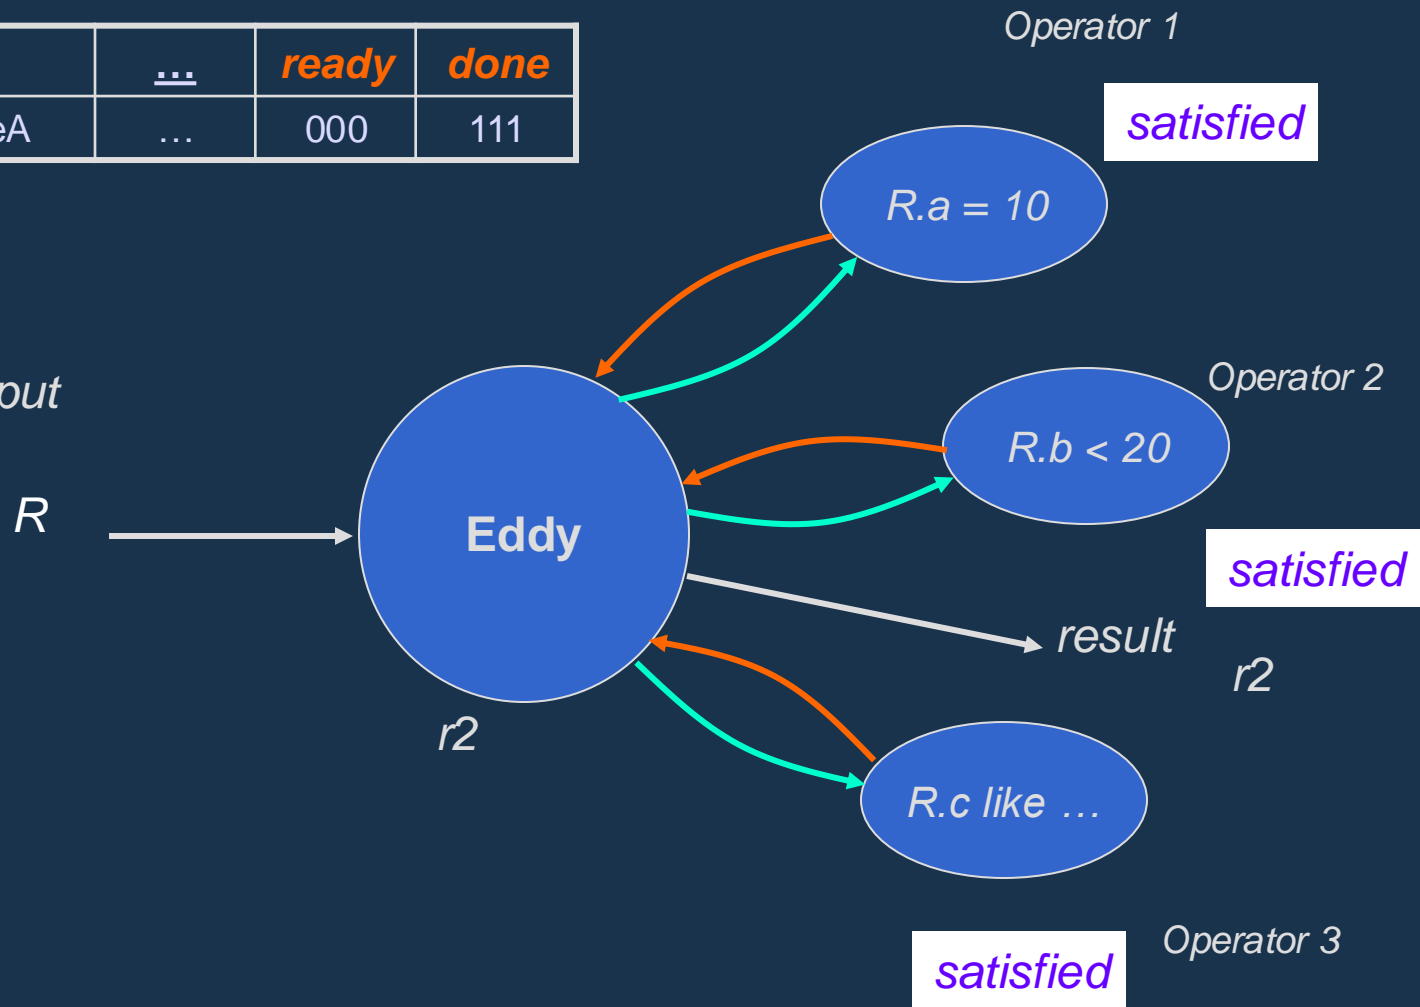 Operator 1
… ready done
eA … 000 111
satisfied
R.a = 10
put
Operator 2
R.b < 20
R
Eddy
satisfied
result
r2
r2
R.c like …
Operator 3
satisfied